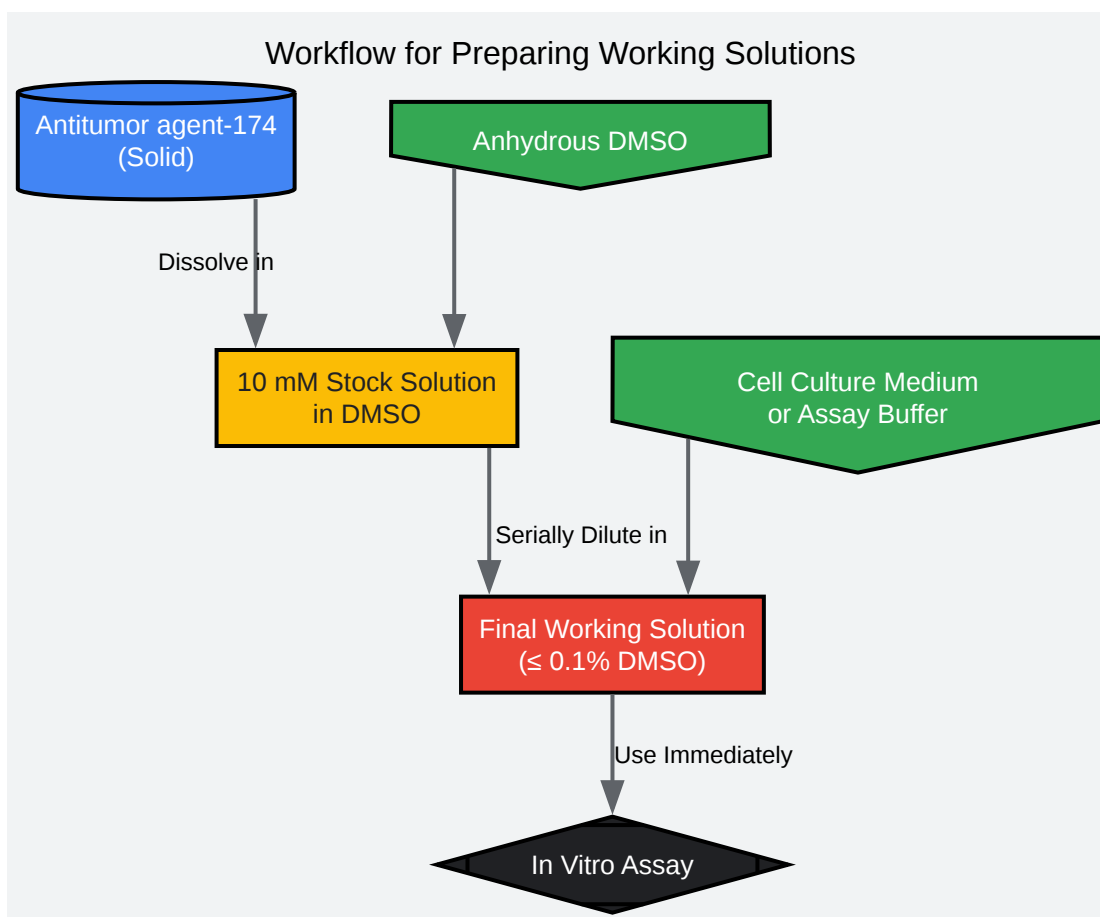 Workflow for Preparing Working Solutions
Antitumor agent-174
(Solid)
Anhydrous DMSO
Dissolve in
10 mM Stock Solution
in DMSO
Cell Culture Medium
or Assay Buffer
Serially Dilute in
Final Working Solution
(≤ 0.1% DMSO)
Use Immediately
In Vitro Assay